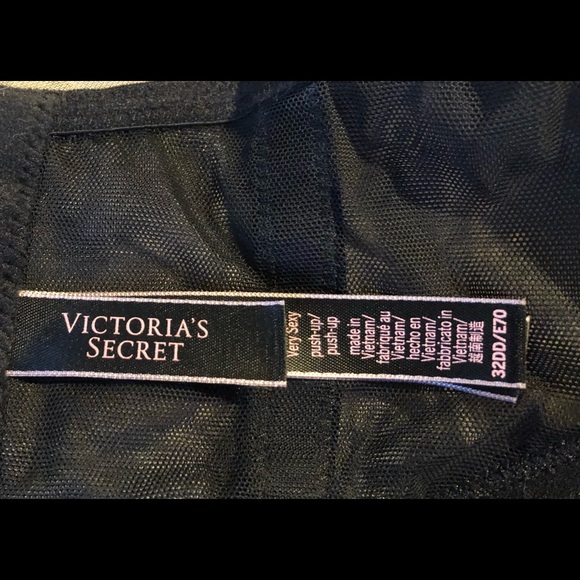 VICTORIA'S
SECRET
Very Sexy
push-up/
push-up
made in
Vietnam/
fabriqué au
Vietnam/
hecho en
Vietnam/
fabbricato in
Vietnam/
越南制造
32DD/E70